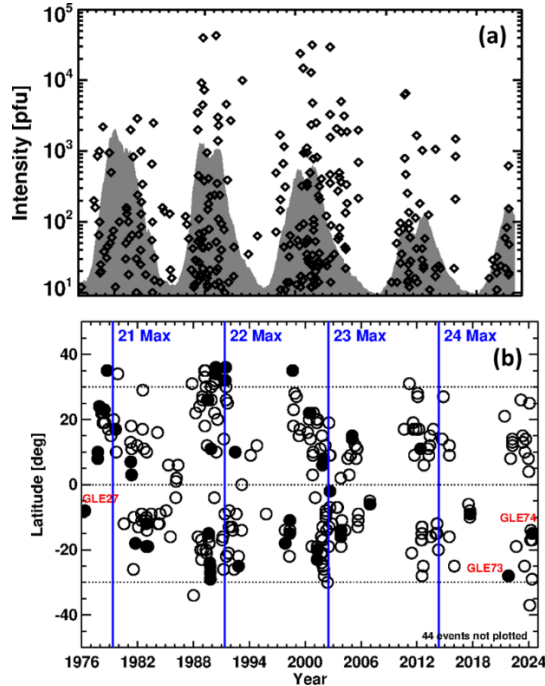 (a)
Intensity [pfu]
10^5
10^4
10^3
10^2
10^1
(b)
21 Max
22 Max
23 Max
24 Max
Latitude [deg]
40
20
0
-20
-40
GLE27
GLE74
GLE73
44 events not plotted
1976 1982 1988 1994 2000 2006 2012 2018 2024
Year